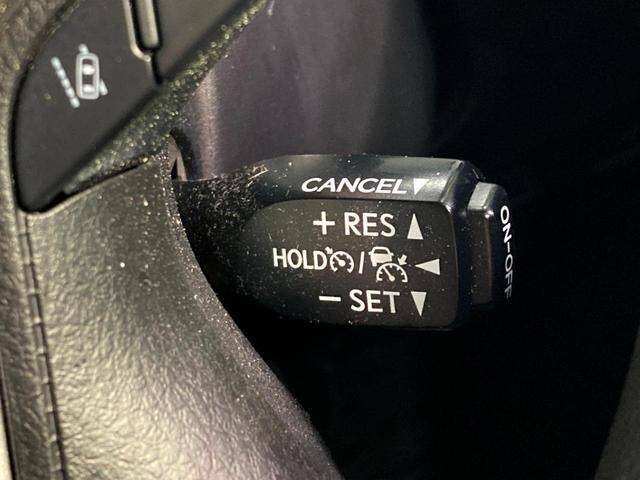 CANCEL
+ RES
HOLD /
- SET
ON-OFF